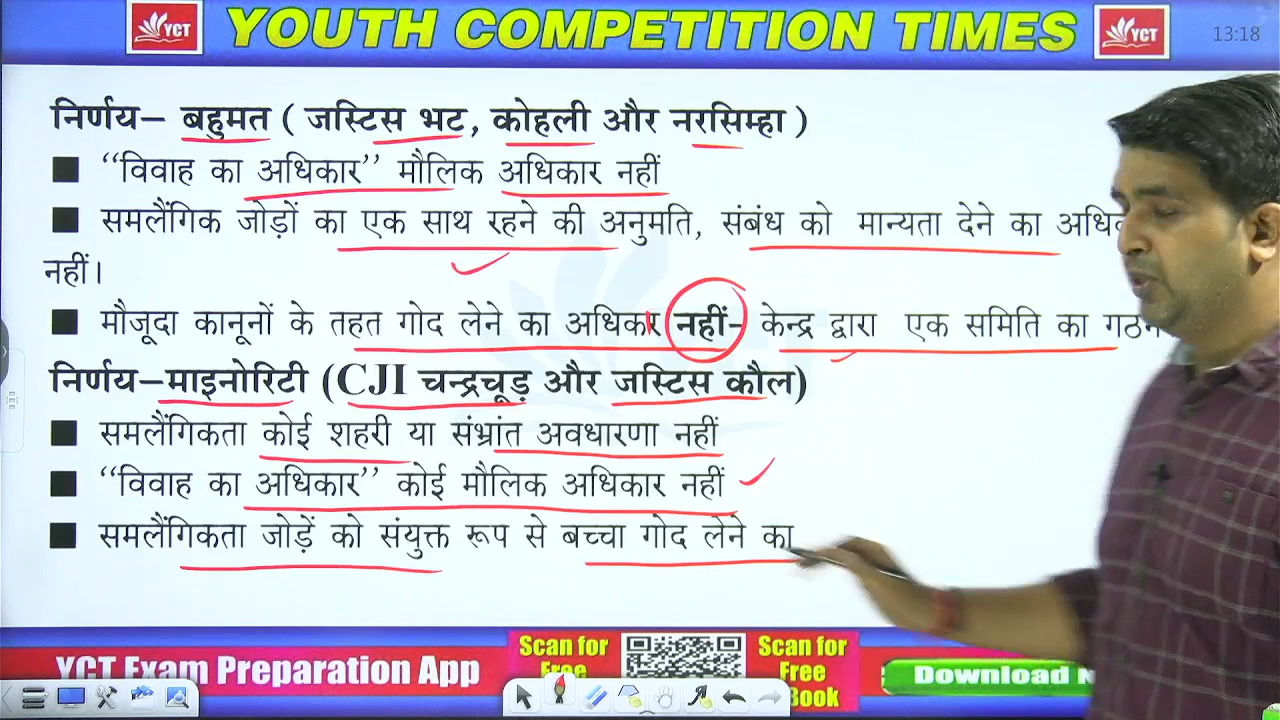 YCT
YOUTH COMPETITION TIMES
YCT
13:18
निर्णय– बहुमत ( जस्टिस भट, कोहली और नरसिम्हा )
■ “विवाह का अधिकार” मौलिक अधिकार नहीं
■ समलैंगिक जोड़ों का एक साथ रहने की अनुमति, संबंध को मान्यता देने का
नहीं।
■ मौजूदा कानूनों के तहत गोद लेने का अधिकार नहीं– केन्द्र द्वारा एक समिति का गठन
निर्णय–माइनोरिटी (CJI चन्द्रचूड़ और जस्टिस कौल)
■ समलैंगिकता कोई शहरी या संभ्रांत अवधारणा नहीं
■ “विवाह का अधिकार” कोई मौलिक अधिकार नहीं
■ समलैंगिकता जोड़ें को संयुक्त रूप से बच्चा गोद लेने का
YCT Exam Preparation App
Scan for
Free
Scan for
Free
Book
Download